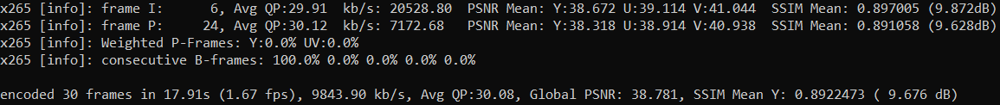 x265 [info]: frame I:      6, Avg QP:29.91  kb/s: 20528.80  PSNR Mean: Y:38.672 U:39.114 V:41.044  SSIM Mean: 0.897005 (9.872dB)
x265 [info]: frame P:     24, Avg QP:30.12  kb/s: 7172.68   PSNR Mean: Y:38.318 U:38.914 V:40.938  SSIM Mean: 0.891058 (9.628dB)
x265 [info]: Weighted P-Frames: Y:0.0% UV:0.0%
x265 [info]: consecutive B-frames: 100.0% 0.0% 0.0% 0.0% 0.0%
encoded 30 frames in 17.91s (1.67 fps), 9843.90 kb/s, Avg QP:30.08, Global PSNR: 38.781, SSIM Mean Y: 0.8922473 ( 9.676 dB)